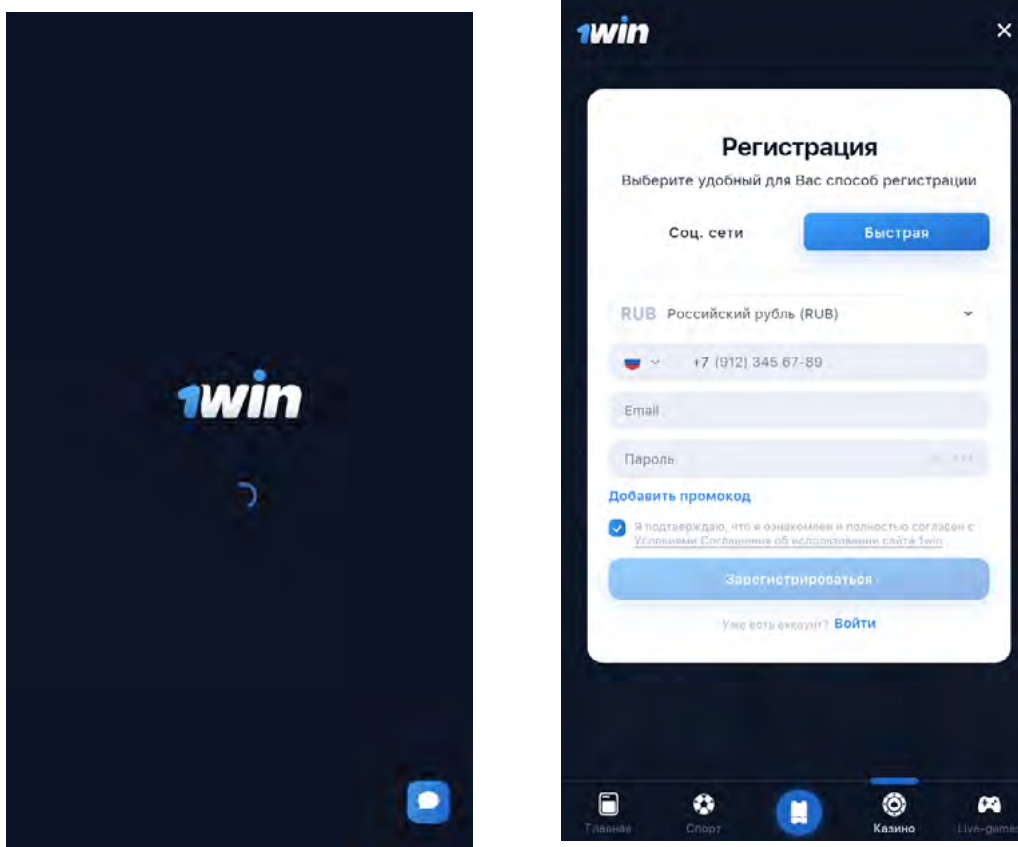 1win
1win
Регистрация
Выберите удобный для Вас способ регистрации
Соц. сети
Быстрая
RUB Российский рубль (RUB)
+7 (912) 345 67-89
Email
Пароль
Добавить промокод
Я подтверждаю, что я ознакомлен и полностью согласен с
Условиями Соглашения об использовании сайта 1win
Зарегистрироваться
Уже есть аккаунт? Войти
Главная
Спорт
Казино
Live-games